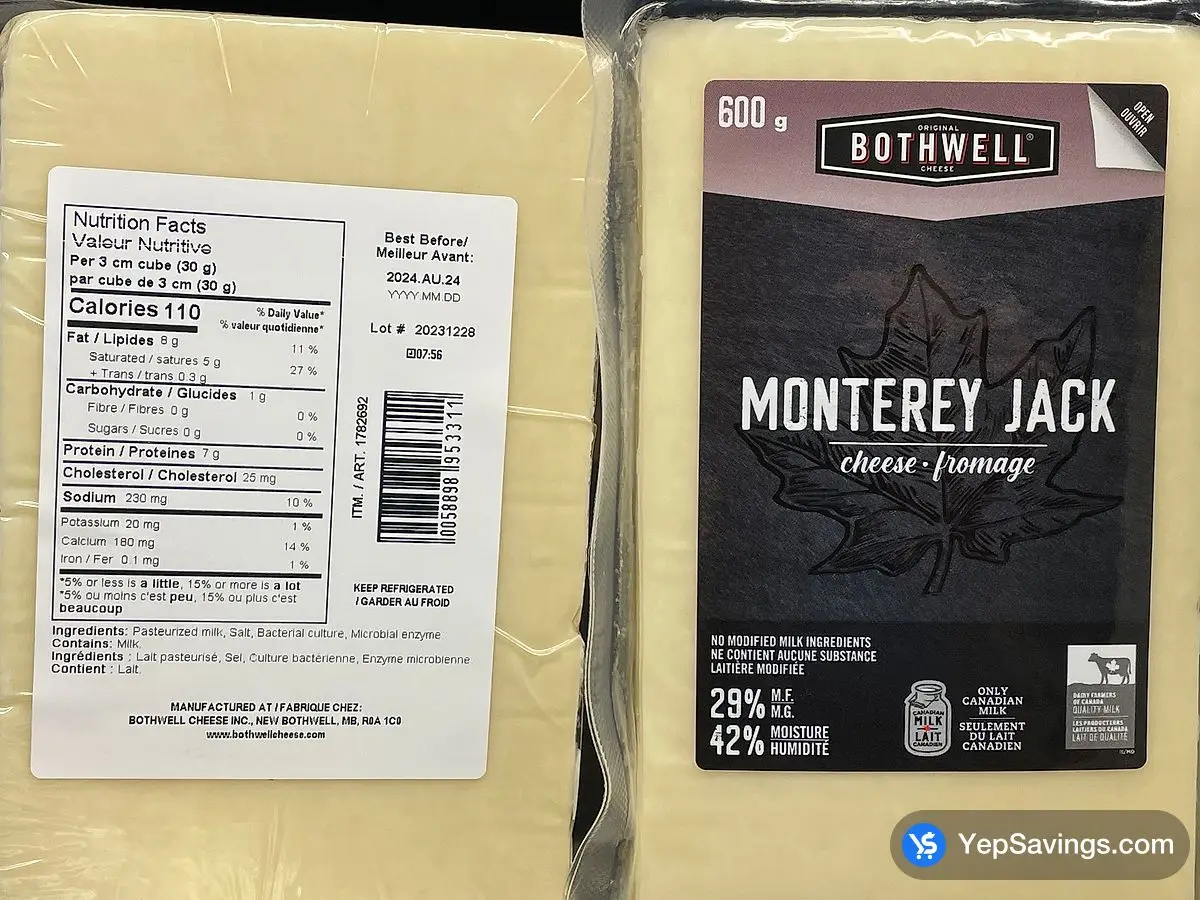 Nutrition Facts
Valeur Nutritive
Per 3 cm cube (30 g)
par cube de 3 cm (30 g)
Calories 110
% Daily Value*
% valeur quotidienne*
Fat / Lipides 8 g 11 %
Saturated / satures 5 g
+ Trans / trans 0.3 g 27 %
Carbohydrate / Glucides 1 g
Fibre / Fibres 0 g 0 %
Sugars / Sucres 0 g 0 %
Protein / Protéines 7 g
Cholesterol / Cholesterol 25 mg
Sodium 230 mg 10 %
Potassium 20 mg 1 %
Calcium 180 mg 14 %
Iron / Fer 0.1 mg 1 %
*5% or less is a little, 15% or more is a lot
*5% ou moins c'est peu, 15% ou plus c'est
beaucoup
Best Before/
Meilleur Avant:
2024.AU.24
YYYY MM.DD
Lot # 20231228
07:56
ITM. / ART. 1782692
0058898 195331 1
KEEP REFRIGERATED
/ GARDER AU FROID
Ingredients: Pasteurized milk, Salt, Bacterial culture, Microbial enzyme
Contains: Milk.
Ingrédients : Lait pasteurisé, Sel, Culture bactérienne, Enzyme microbienne
Contient : Lait.
MANUFACTURED AT / FABRIQUE CHEZ:
BOTHWELL CHEESE INC., NEW BOTHWELL, MB, R0A 1C0
www.bothwellcheese.com
600 g
OPEN
OUVRIR
ORIGINAL
BOTHWELL®
CHEESE
MONTEREY JACK
cheese • fromage
NO MODIFIED MILK INGREDIENTS
NE CONTIENT AUCUNE SUBSTANCE
LAITIÈRE MODIFIÉE
29% M.F.
M.G.
42% MOISTURE
HUMIDITÉ
CANADIAN
MILK
LAIT
CANADIEN
ONLY
CANADIAN
MILK
SEULEMENT
DU LAIT
CANADIEN
DAIRY FARMERS
OF CANADA
QUALITY MILK
LES PRODUCTEURS
LAITIERS DU CANADA
LAIT DE QUALITÉ
YepSavings.com